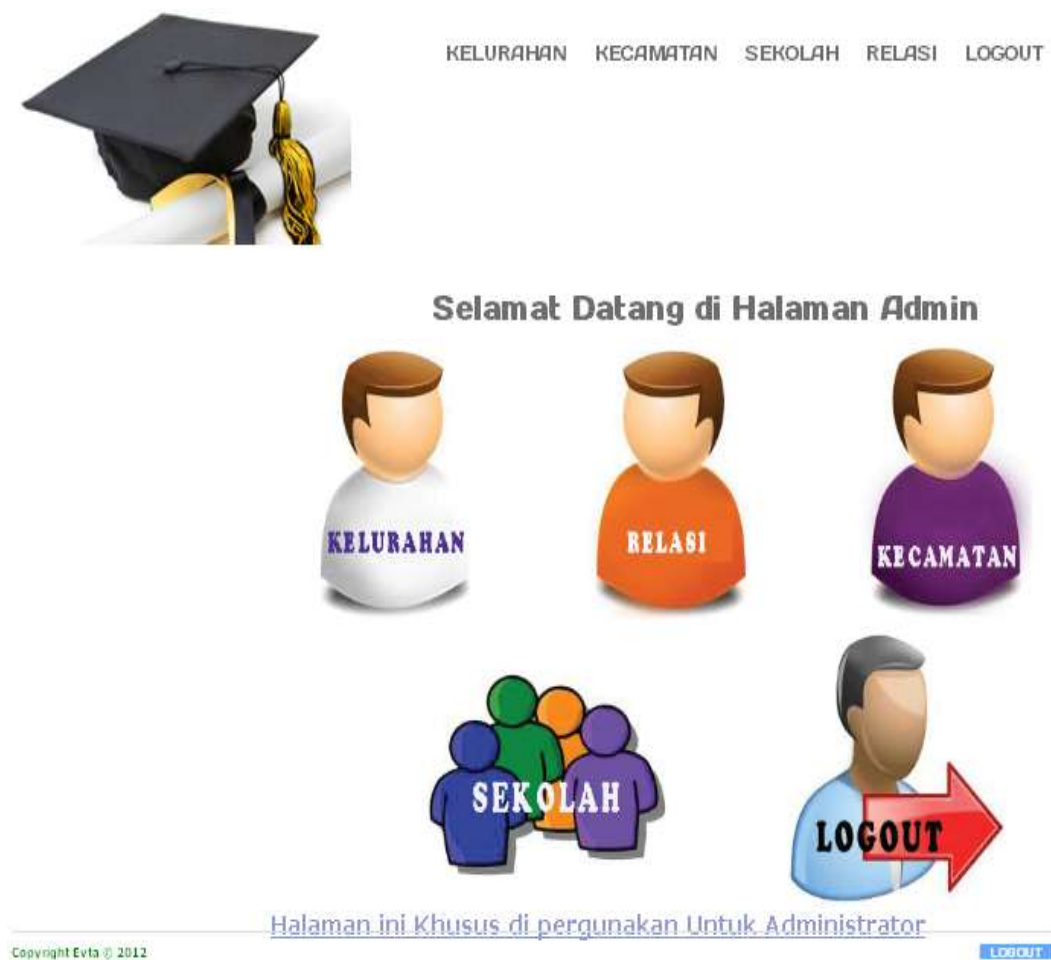 KELURAHAN KECAMATAN SEKOLAH RELASI LOGOUT
Selamat Datang di Halaman Admin
KELURAHAN
RELASI
KECAMATAN
SEKOLAH
LOGOUT
Halaman ini Khusus di pergunakan Untuk Administrator
Copyright Evta © 2012
LOGOUT